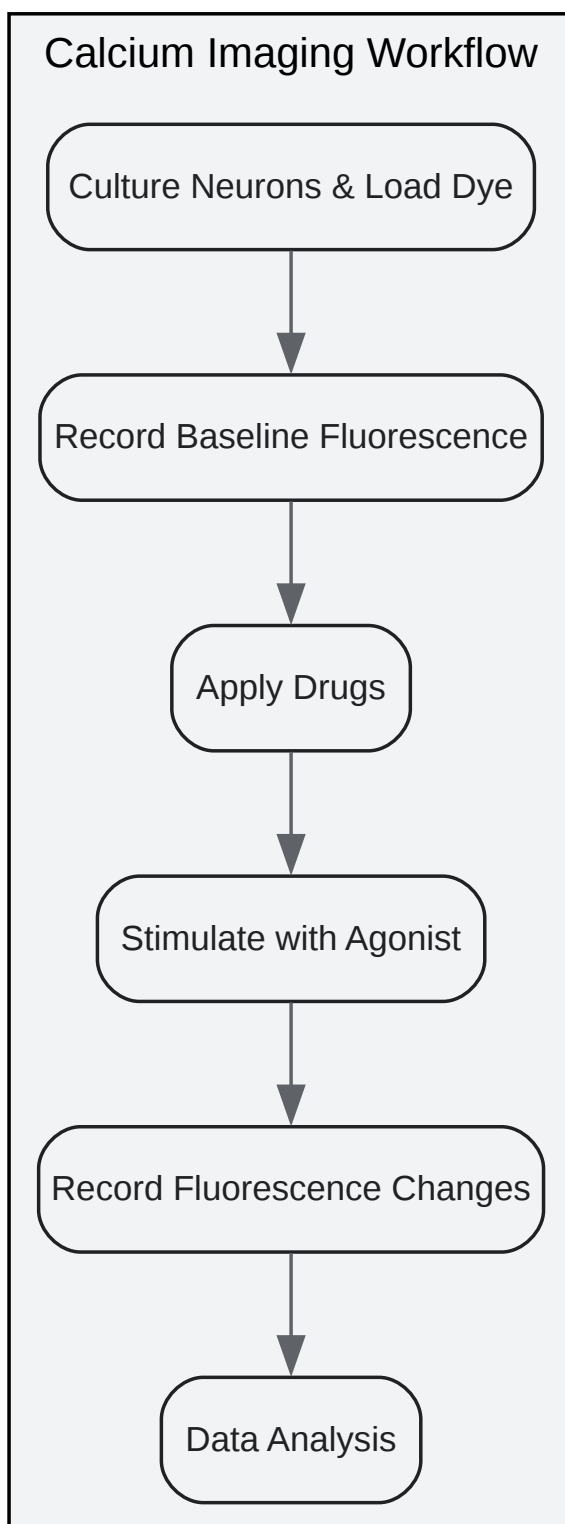 Calcium Imaging Workflow
Culture Neurons & Load Dye
Record Baseline Fluorescence
Apply Drugs
Stimulate with Agonist
Record Fluorescence Changes
Data Analysis